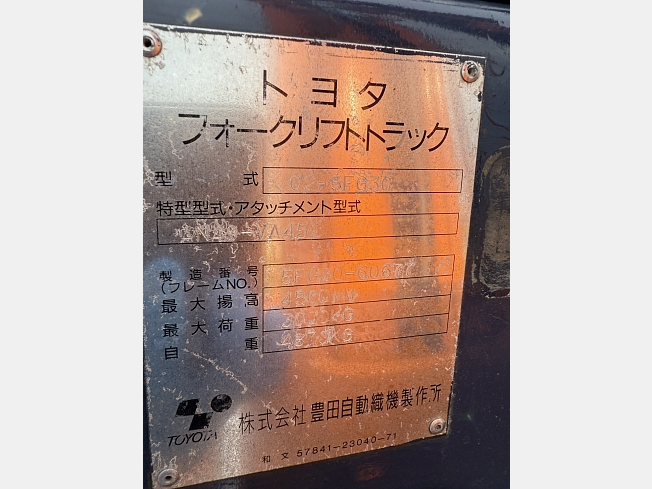 トヨタ
フォークリフトトラック
型式 02-5FG30
特型型式・アタッチメント型式
製造番号
(フレームNO.) 5FG30-
最大揚高
最大荷重
自重
TOYOTA 株式会社 豊田自動織機製作所
和文 57841-23040-71